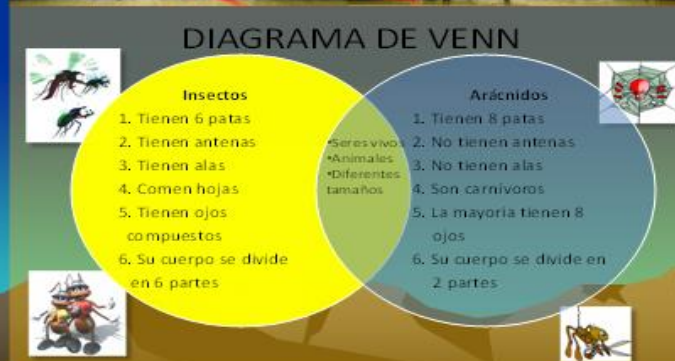 DIAGRAMA DE VENN
Insectos
1. Tienen 6 patas
2. Tienen antenas
3. Tienen alas
4. Comen hojas
5. Tienen ojos
compuestos
6. Su cuerpo se divide
en 6 partes
•Seres vivos
•Animales
•Diferentes
tamaños
Arácnidos
1. Tienen 8 patas
2. No tienen antenas
3. No tienen alas
4. Son carnívoros
5. La mayoria tienen 8
ojos
6. Su cuerpo se divide en
2 partes